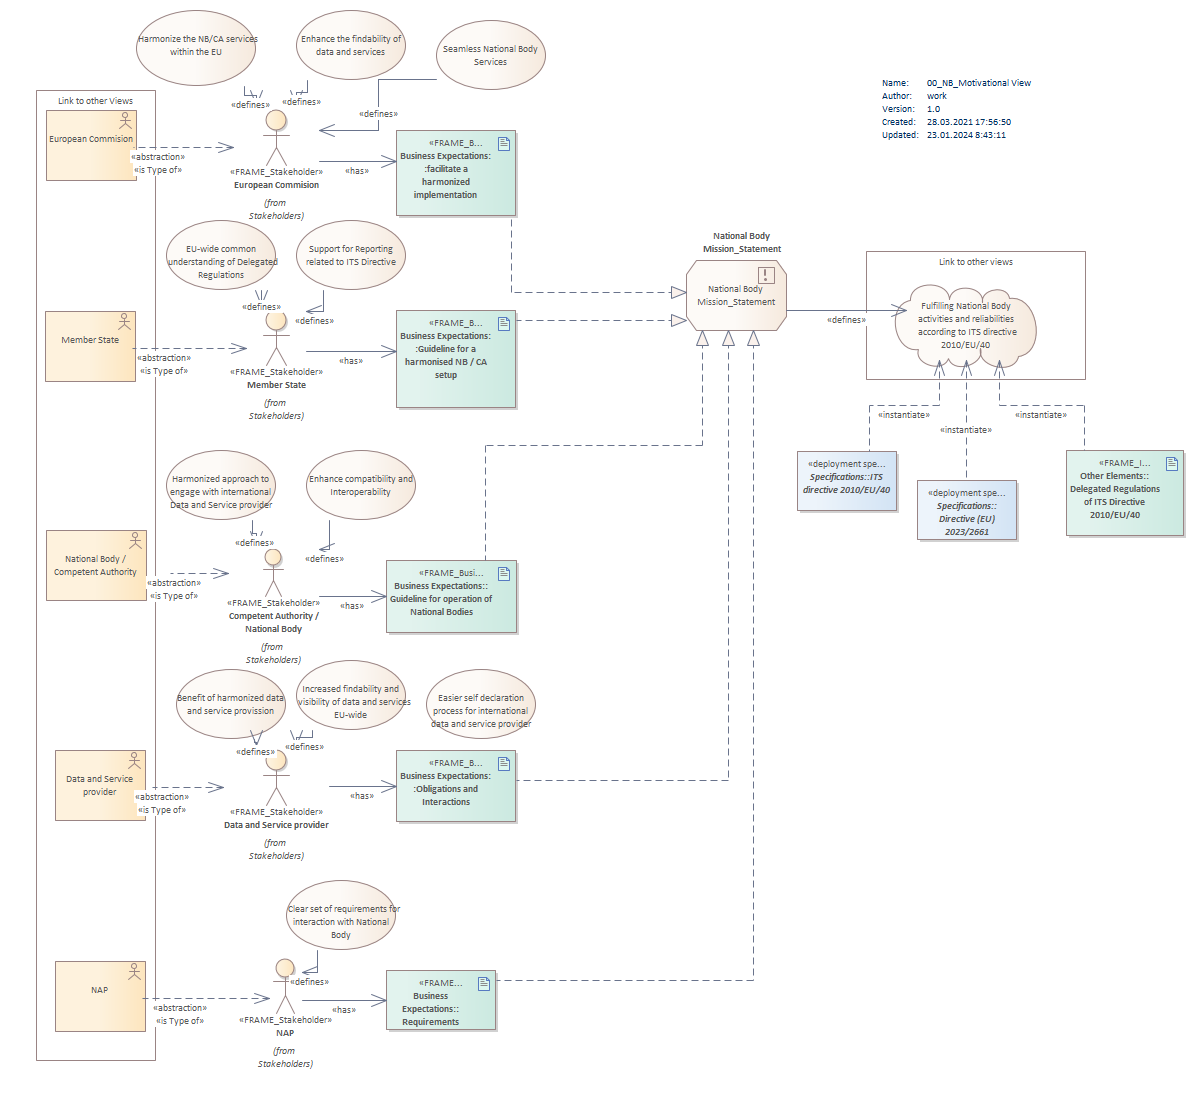 Harmonize the NB/CA services
within the EU
Enhance the findability of
data and services
Seamless National Body
Services
Name: 00_NB_Motivational View
Author: work
Version: 1.0
Created: 28.03.2021 17:56:50
Updated: 23.01.2024 8:43:11
Link to other Views
European Commision
«abstraction»
«is Type of»
«defines»
«defines»
«defines»
«FRAME_Stakeholder»
European Commision
(from
Stakeholders)
«has»
«FRAME_B...
Business Expectations:
:facilitate a
harmonized
implementation
EU-wide common
understanding of Delegated
Regulations
Support for Reporting
related to ITS Directive
Member State
«abstraction»
«is Type of»
«defines»
«defines»
«FRAME_Stakeholder»
Member State
(from
Stakeholders)
«has»
«FRAME_B...
Business Expectations:
:Guideline for a
harmonised NB / CA
setup
National Body
Mission_Statement
National Body
Mission_Statement
«defines»
Link to other views
Fulfilling National Body
activities and reliabilities
according to ITS directive
2010/EU/40
«instantiate»
«instantiate»
«instantiate»
«deployment spe...
Specifications::ITS
directive 2010/EU/40
«deployment spe...
Specifications::
Directive (EU)
2023/2661
«FRAME_I...
Other Elements::
Delegated Regulations
of ITS Directive
2010/EU/40
Harmonized approach to
engage with international
Data and Service provider
Enhance compatibility and
Interoperability
National Body /
Competent Authority
«abstraction»
«is Type of»
«defines»
«defines»
«FRAME_Stakeholder»
Competent Authority /
National Body
(from
Stakeholders)
«has»
«FRAME_Busi...
Business Expectations::
Guideline for operation of
National Bodies
Benefit of harmonized data
and service provission
Increased findability and
visibility of data and services
EU-wide
Easier self declaration
process for international
data and service provider
Data and Service
provider
«abstraction»
«is Type of»
«defines»
«defines»
«FRAME_Stakeholder»
Data and Service provider
(from
Stakeholders)
«has»
«FRAME_B...
Business Expectations:
:Obligations and
Interactions
Clear set of requirements for
interaction with National
Body
NAP
«abstraction»
«is Type of»
«defines»
«FRAME_Stakeholder»
NAP
(from
Stakeholders)
«has»
«FRAME...
Business
Expectations::
Requirements